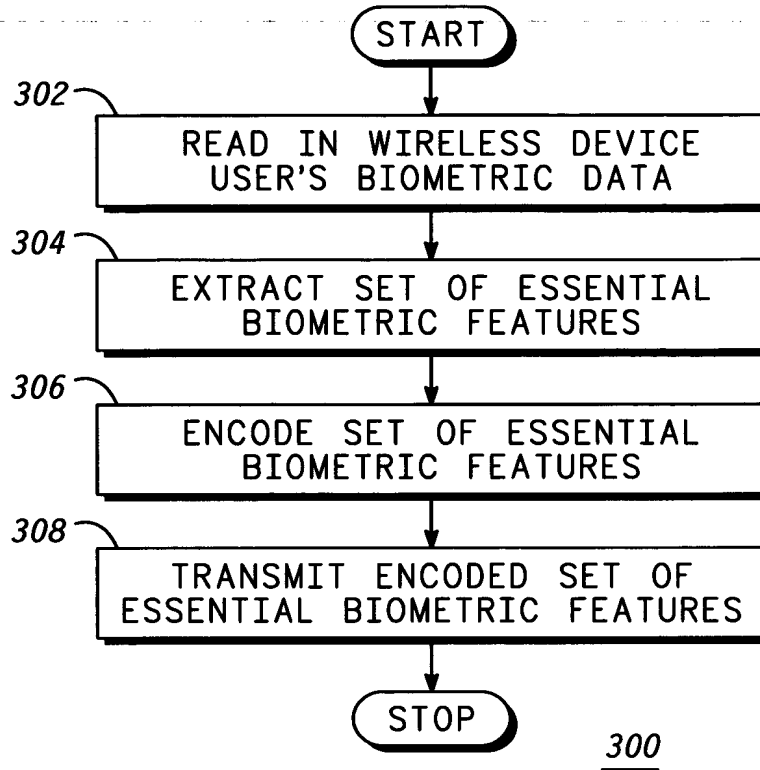 START
302
READ IN WIRELESS DEVICE
USER'S BIOMETRIC DATA
304
EXTRACT SET OF ESSENTIAL
BIOMETRIC FEATURES
306
ENCODE SET OF ESSENTIAL
BIOMETRIC FEATURES
308
TRANSMIT ENCODED SET OF
ESSENTIAL BIOMETRIC FEATURES
STOP
300